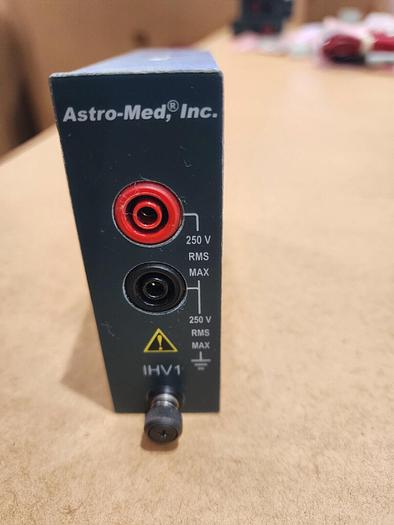 Astro-Med,® Inc.
250 V
RMS
MAX
250 V
RMS
MAX
IHV1